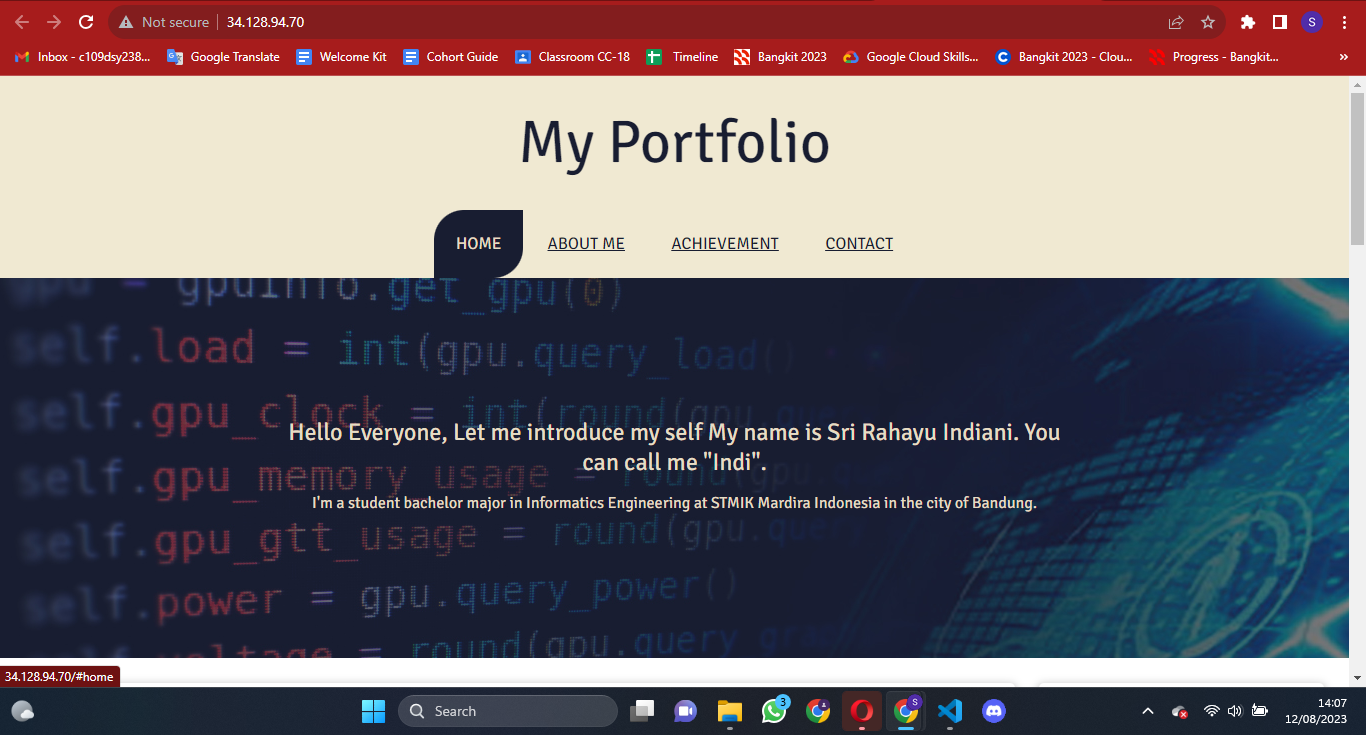 Not secure
34.128.94.70
S
Inbox - c109dsy238...
Google Translate
Welcome Kit
Cohort Guide
Classroom CC-18
Timeline
Bangkit 2023
Google Cloud Skills...
Bangkit 2023 - Clou...
Progress - Bangkit...
»
My Portfolio
HOME
ABOUT ME
ACHIEVEMENT
CONTACT
gpu = gpuinfo.get_gpu(0)
self.load = int(gpu.query_load()
self.gpu_clock = int(round(gpu.query
Hello Everyone, Let me introduce my self My name is Sri Rahayu Indiani. You
can call me "Indi".
self.gpu_memory_usage = round(gpu.
I'm a student bachelor major in Informatics Engineering at STMIK Mardira Indonesia in the city of Bandung.
self.gpu_gtt_usage = round(gpu.query
self.power = gpu.query_power()
self.voltage = round(gpu.query
34.128.94.70/#home
Search
3
S
14:07
12/08/2023